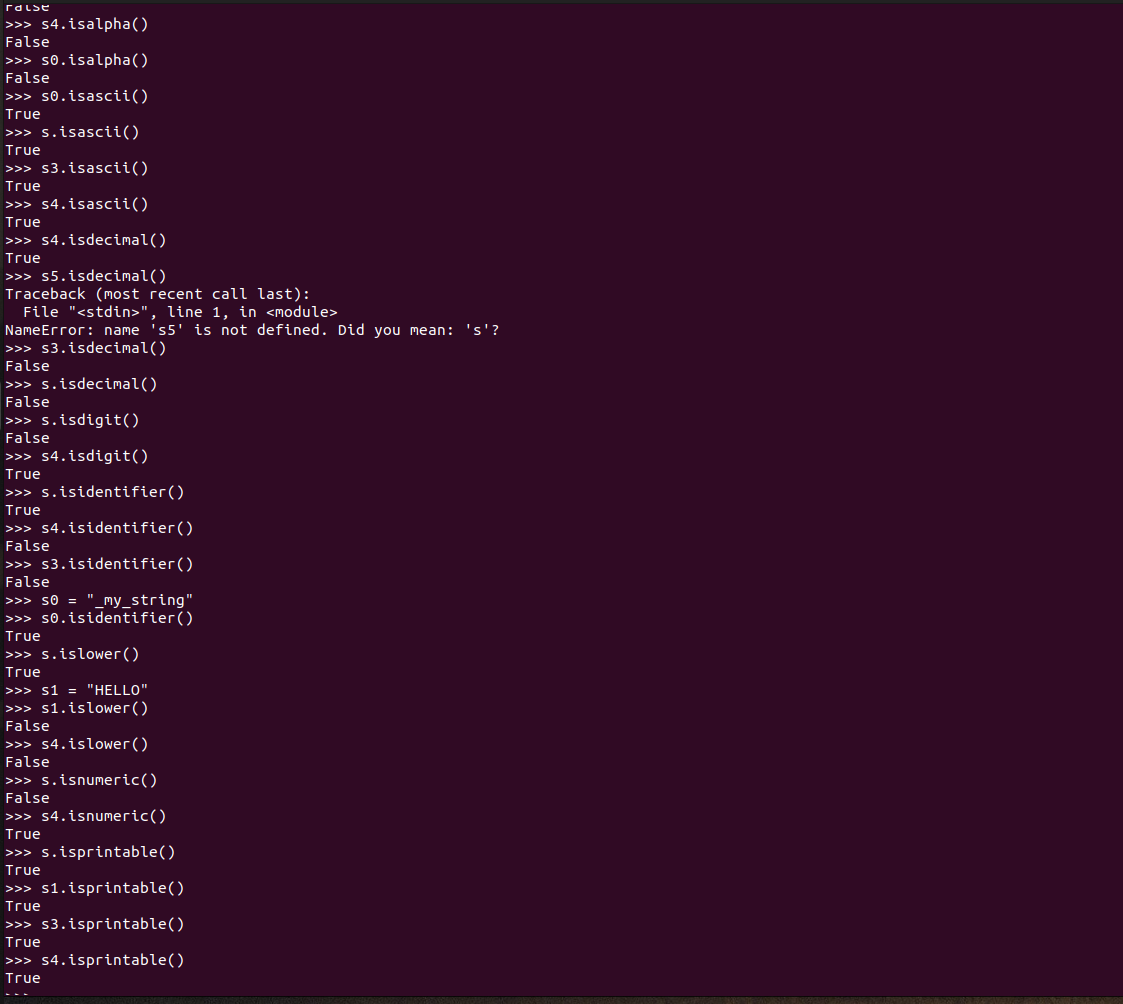 False
>>> s4.isalpha()
False
>>> s0.isalpha()
False
>>> s0.isascii()
True
>>> s.isascii()
True
>>> s3.isascii()
True
>>> s4.isascii()
True
>>> s4.isdecimal()
True
>>> s5.isdecimal()
Traceback (most recent call last):
  File "<stdin>", line 1, in <module>
NameError: name 's5' is not defined. Did you mean: 's'?
>>> s3.isdecimal()
False
>>> s.isdecimal()
False
>>> s.isdigit()
False
>>> s4.isdigit()
True
>>> s.isidentifier()
True
>>> s4.isidentifier()
False
>>> s3.isidentifier()
False
>>> s0 = "_my_string"
>>> s0.isidentifier()
True
>>> s.islower()
True
>>> s1 = "HELLO"
>>> s1.islower()
False
>>> s4.islower()
False
>>> s.isnumeric()
False
>>> s4.isnumeric()
True
>>> s.isprintable()
True
>>> s1.isprintable()
True
>>> s3.isprintable()
True
>>> s4.isprintable()
True
>>>